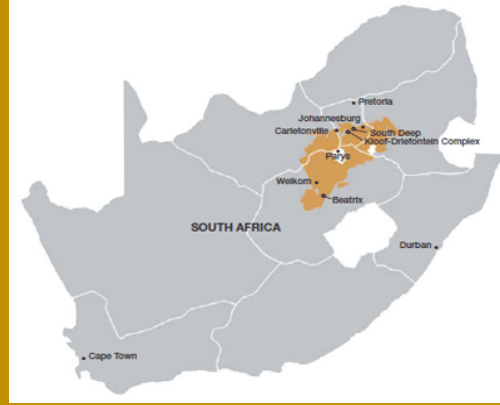 Pretoria
Johannesburg
Carletonville
South Deep
Kloof-Driefontein Complex
Parys
Welkom
Beatrix
SOUTH AFRICA
Durban
Cape Town